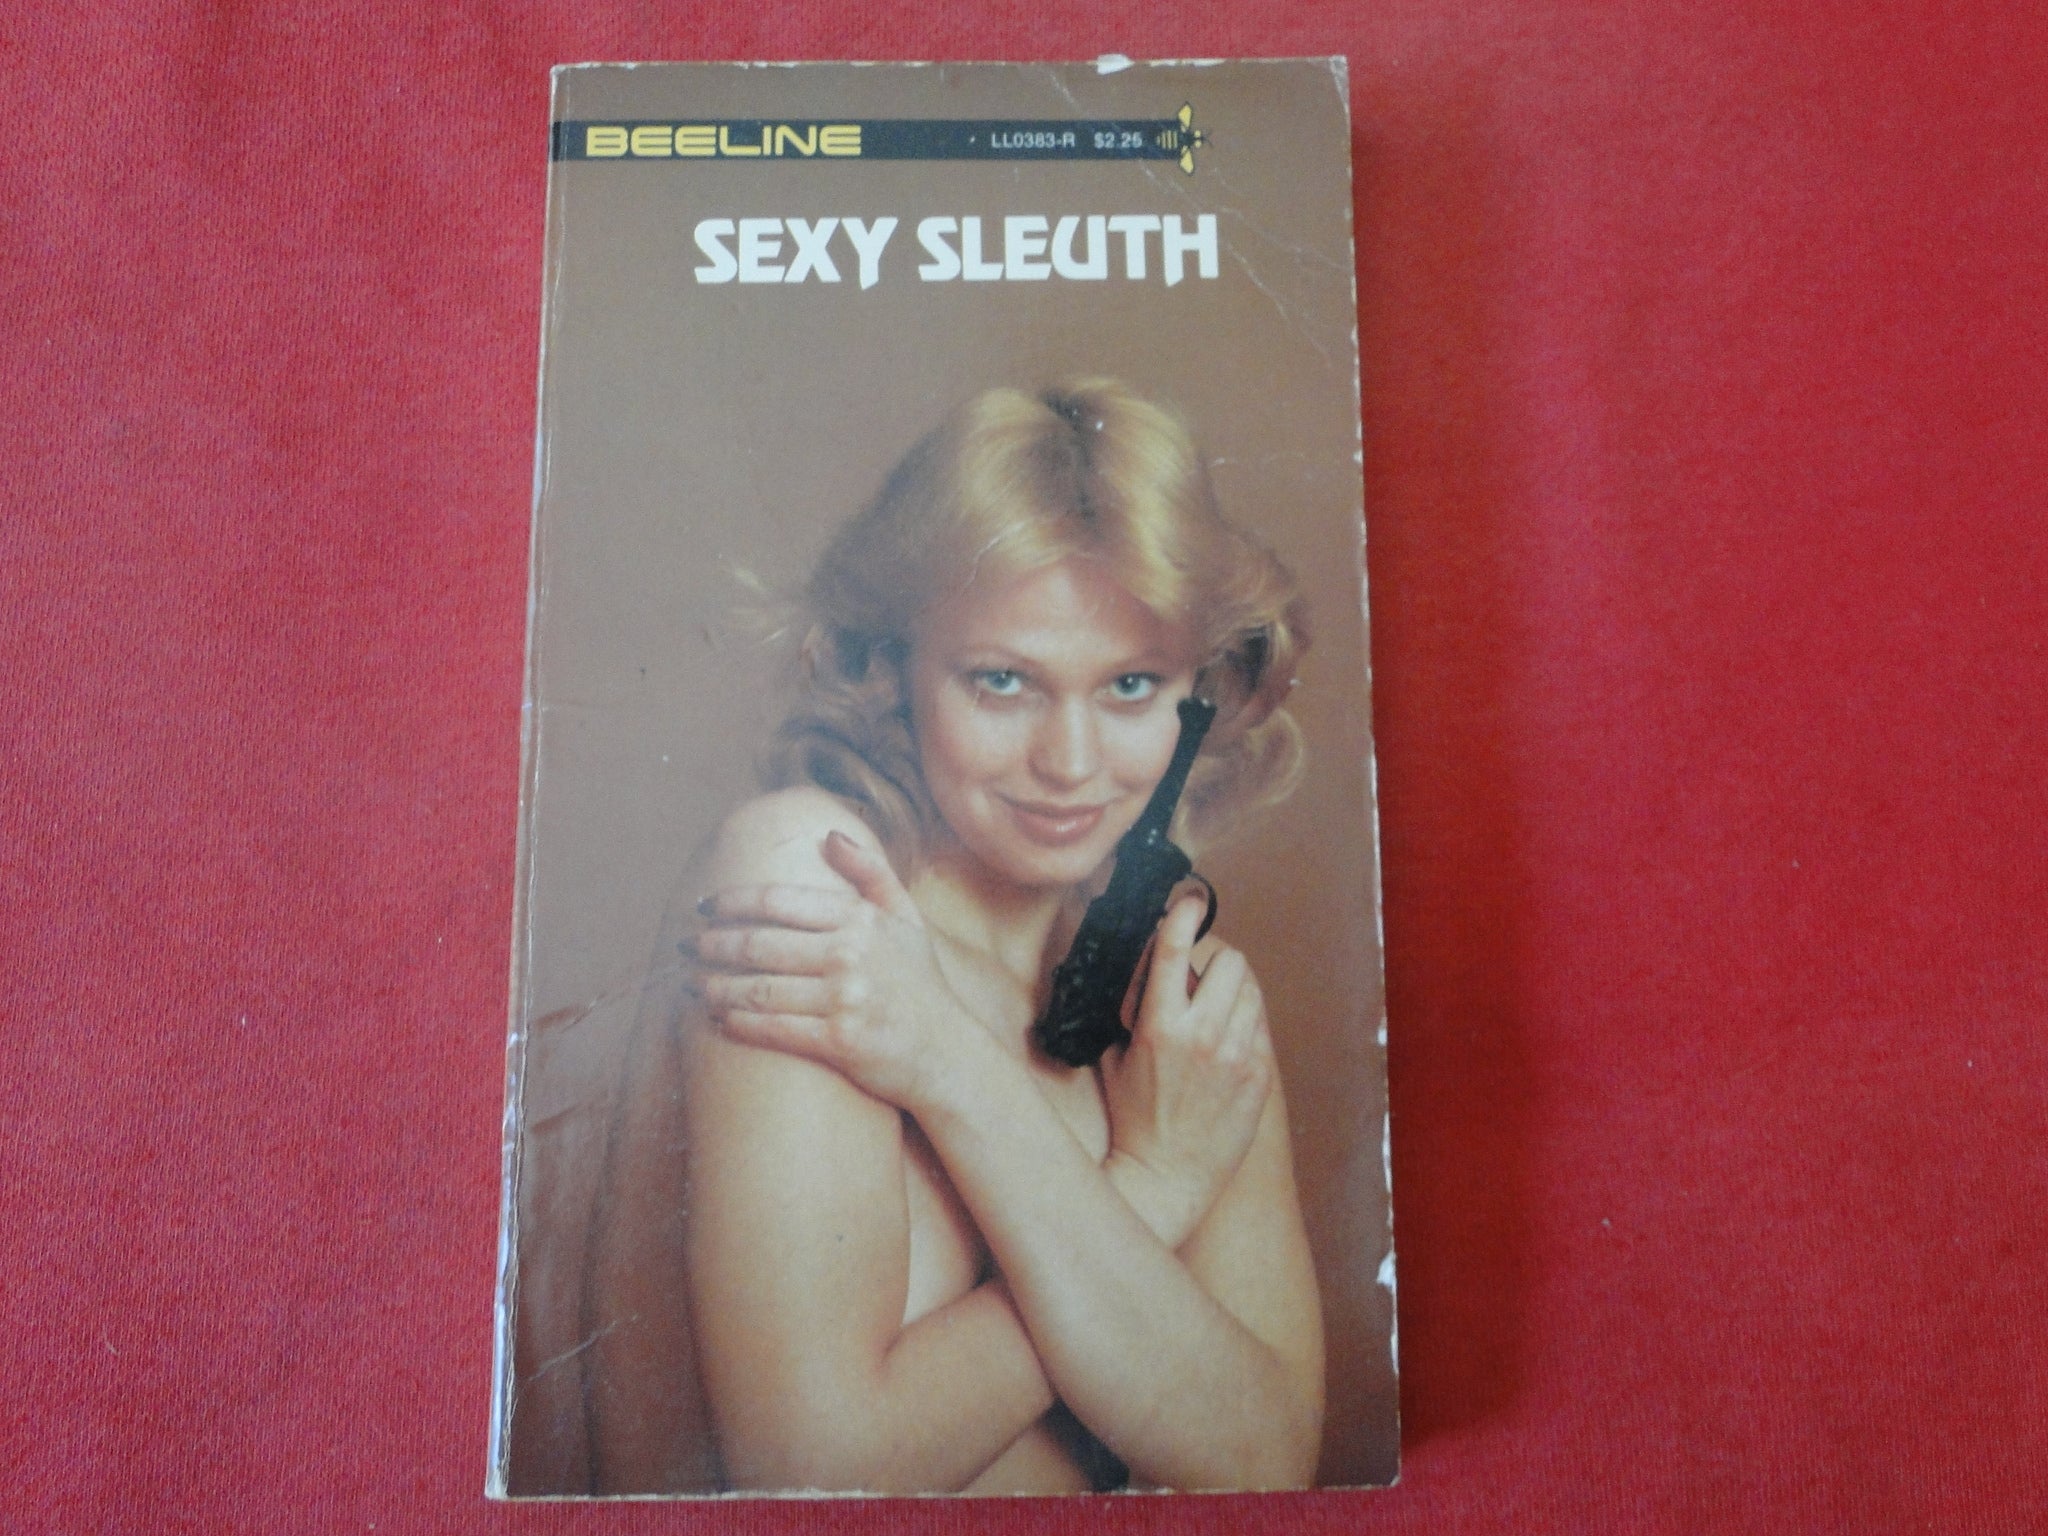 BEELINE LL0383-R $2.25
SEXY SLEUTH